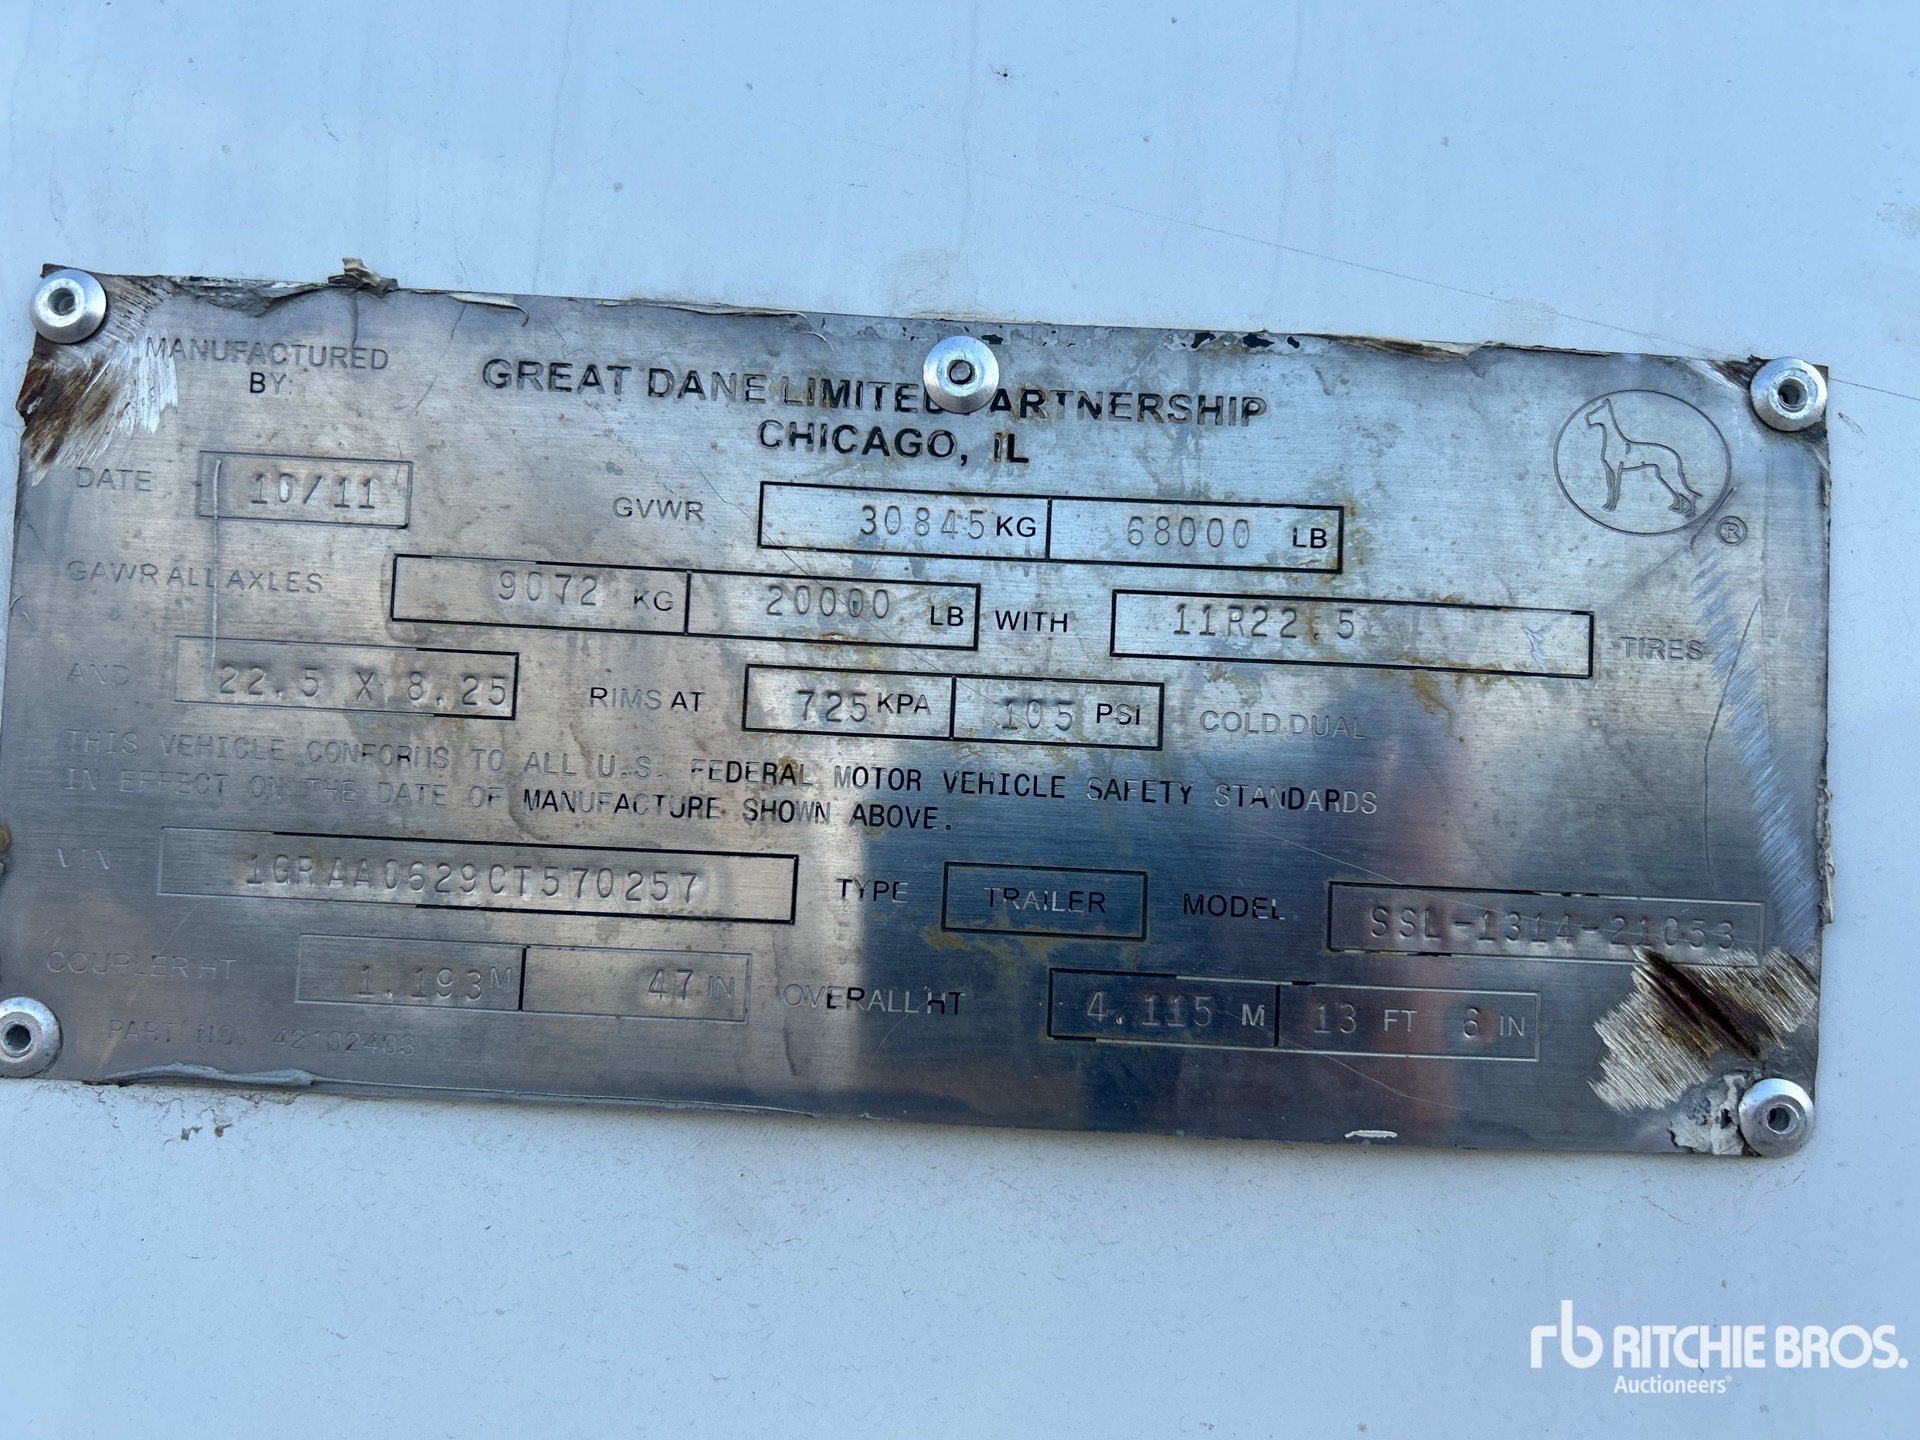 MANUFACTURED
BY:
GREAT DANE LIMITED PARTNERSHIP
CHICAGO, IL
DATE 10/11 GVWR 30845 KG 68000 LB ®
GAWR ALL AXLES 9072 KG 20000 LB WITH 11R22.5 TIRES
AND 22.5 X 8.25 RIMS AT 725 KPA 105 PSI COLD DUAL
THIS VEHICLE CONFORMS TO ALL U.S. FEDERAL MOTOR VEHICLE SAFETY STANDARDS
IN EFFECT ON THE DATE OF MANUFACTURE SHOWN ABOVE.
VIN 1GRAA0629CT570257 TYPE TRAILER MODEL SSL-1314-21053
COUPLER HT 1.193 M 47 IN OVERALL HT 4.115 M 13 FT 6 IN
PART NO. 42102403
rb RITCHIE BROS.
Auctioneers